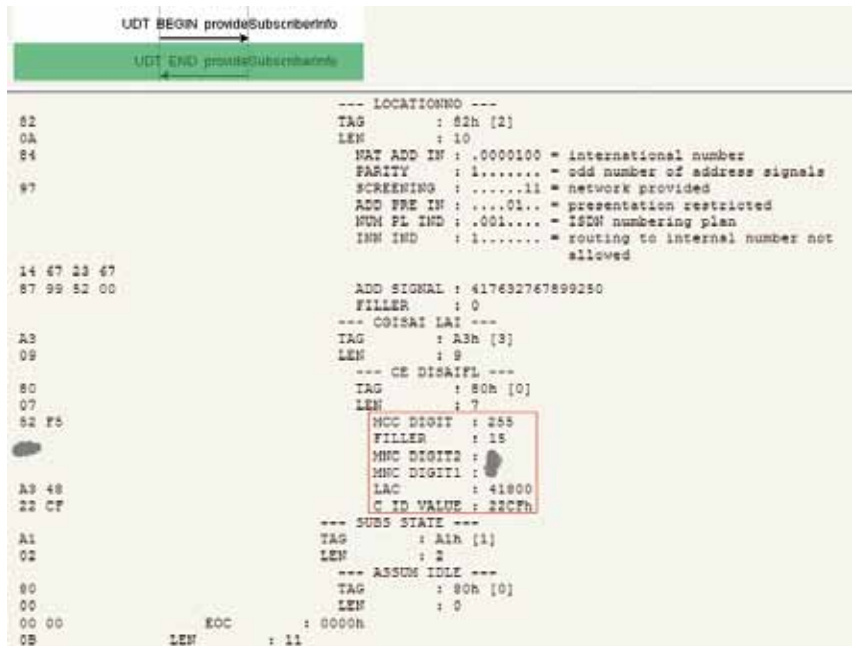 UDT BEGIN provideSubscriberInfo
UDT END provideSubscriberInfo
--- LOCATIONNO ---
82 TAG : 82h [2]
0A LEN : 10
84 NAT ADD IN : .0000100 = international number
PARITY : 1....... = odd number of address signals
97 SCREENING : ......11 = network provided
ADD PRE IN : ....01.. = presentation restricted
NUM PL IND : .001.... = ISDN numbering plan
INN IND : 1....... = routing to internal number not
allowed
14 67 23 67
87 99 52 00 ADD SIGNAL : 417632767899250
FILLER : 0
--- CGISAI LAI ---
A3 TAG : A3h [3]
09 LEN : 9
--- CE DISAIFL ---
80 TAG : 80h [0]
07 LEN : 7
52 F5 MCC DIGIT : 255
FILLER : 15
MNC DIGIT2 :
MNC DIGIT1 :
A3 48 LAC : 41800
22 CF C ID VALUE : 22CFh
--- SUBS STATE ---
A1 TAG : A1h [1]
02 LEN : 2
--- ASSUM IDLE ---
80 TAG : 80h [0]
00 LEN : 0
00 00 EOC : 0000h
0B LEN : 11